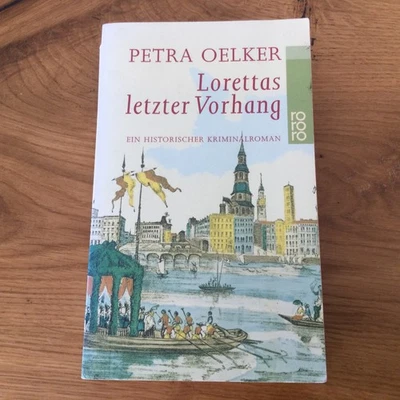 PETRA OELKER
Lorettas
letzter Vorhang
EIN HISTORISCHER KRIMINALROMAN
ro
ro
ro